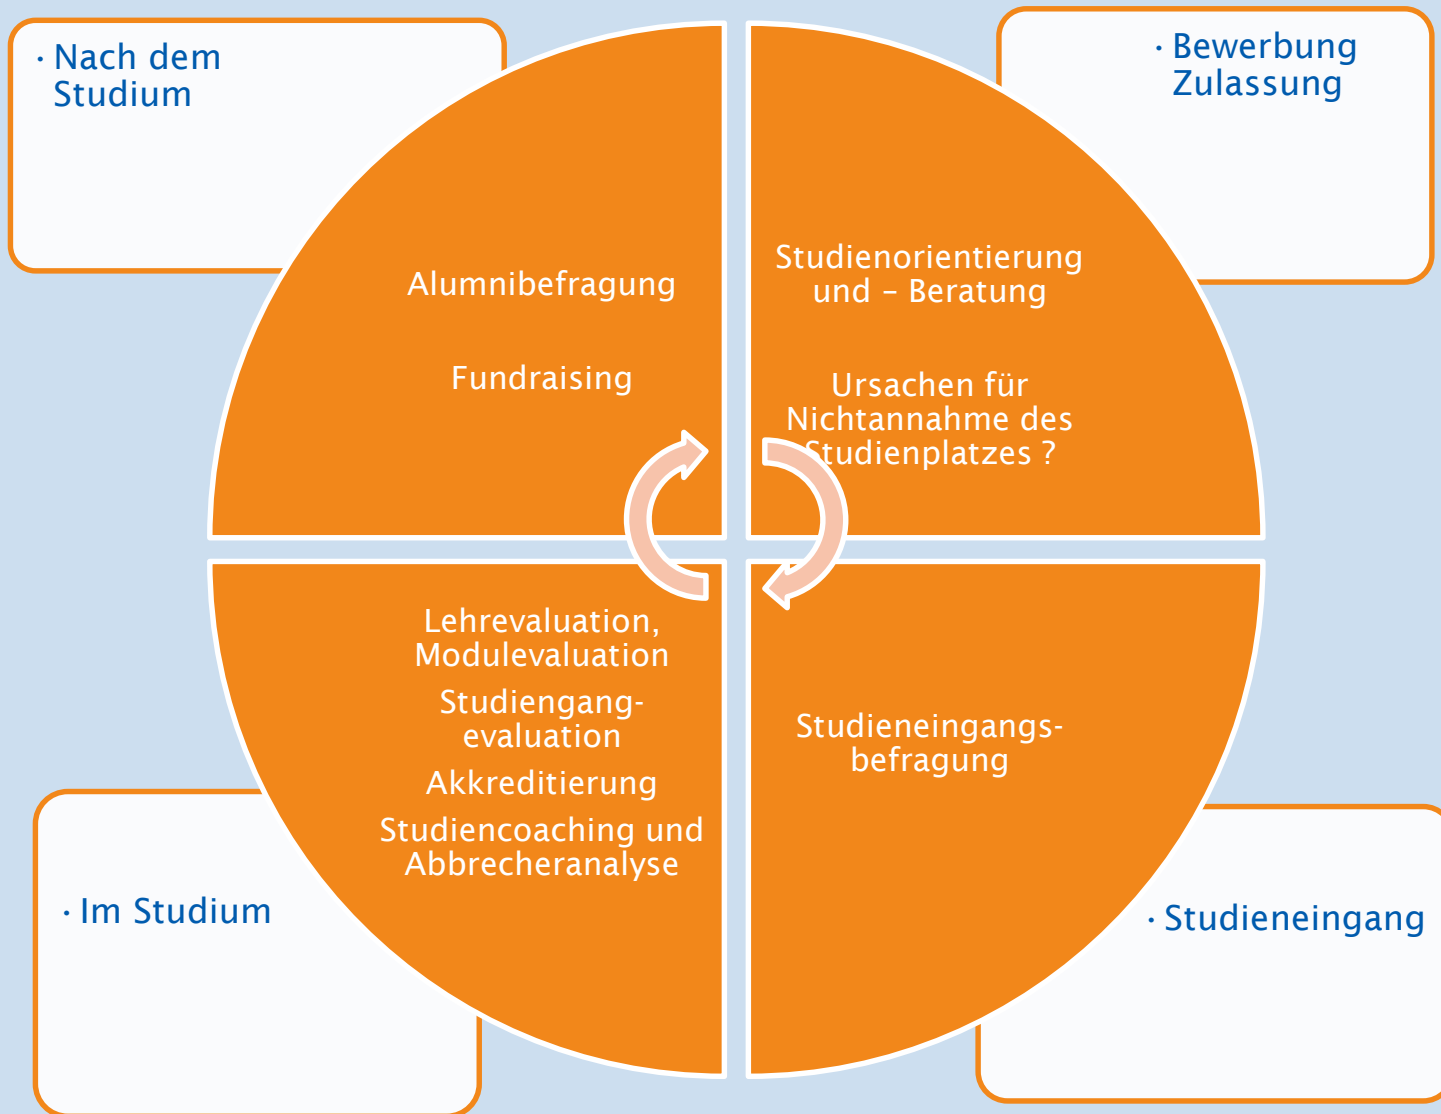 · Nach dem
Studium
· Bewerbung
Zulassung
Alumnibefragung
Fundraising
Studienorientierung
und – Beratung
Ursachen für
Nichtannahme des
Studienplatzes ?
Lehrevaluation,
Modulevaluation
Studiengang-
evaluation
Akkreditierung
Studiencoaching und
Abbrecheranalyse
Studieneingangs-
befragung
· Im Studium
· Studieneingang